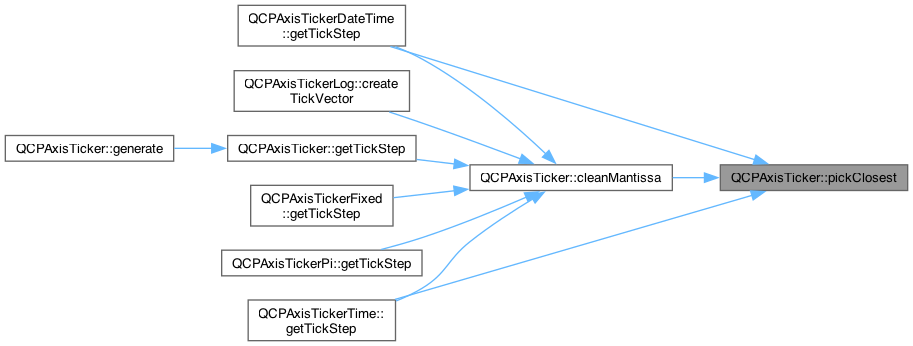 QCPAxisTickerDateTime
::getTickStep
QCPAxisTickerLog::create
TickVector
QCPAxisTicker::generate
QCPAxisTicker::getTickStep
QCPAxisTicker::cleanMantissa
QCPAxisTicker::pickClosest
QCPAxisTickerFixed
::getTickStep
QCPAxisTickerPi::getTickStep
QCPAxisTickerTime::
getTickStep